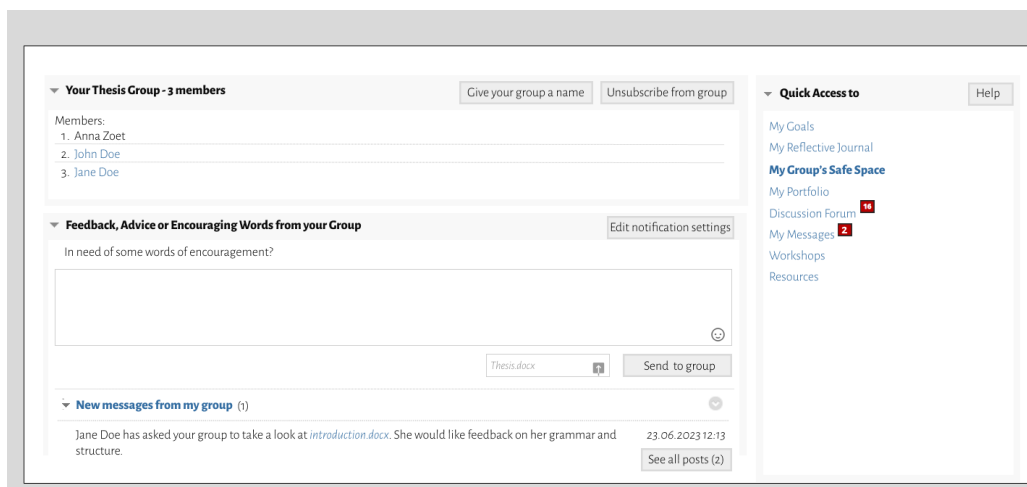 Your Thesis Group - 3 members
Give your group a name
Unsubscribe from group
Members:
1. Anna Zoet
2. John Doe
3. Jane Doe
Feedback, Advice or Encouraging Words from your Group
Edit notification settings
In need of some words of encouragement?
Thesis.docx
Send to group
New messages from my group (1)
Jane Doe has asked your group to take a look at introduction.docx. She would like feedback on her grammar and
structure.
23.06.2023 12:13
See all posts (2)
Quick Access to
Help
My Goals
My Reflective Journal
My Group's Safe Space
My Portfolio
Discussion Forum 16
My Messages 2
Workshops
Resources